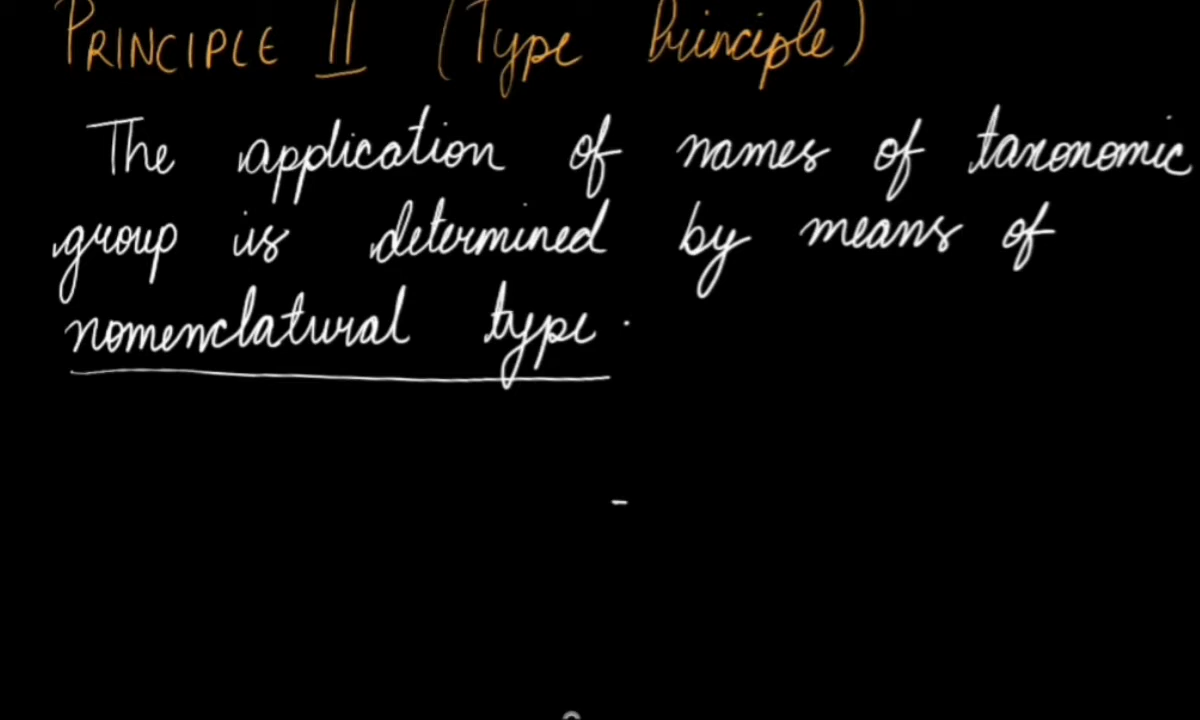 PRINCIPLE II (Type Principle)
The application of names of taxonomic
group is determined by means of
nomenclatural type.